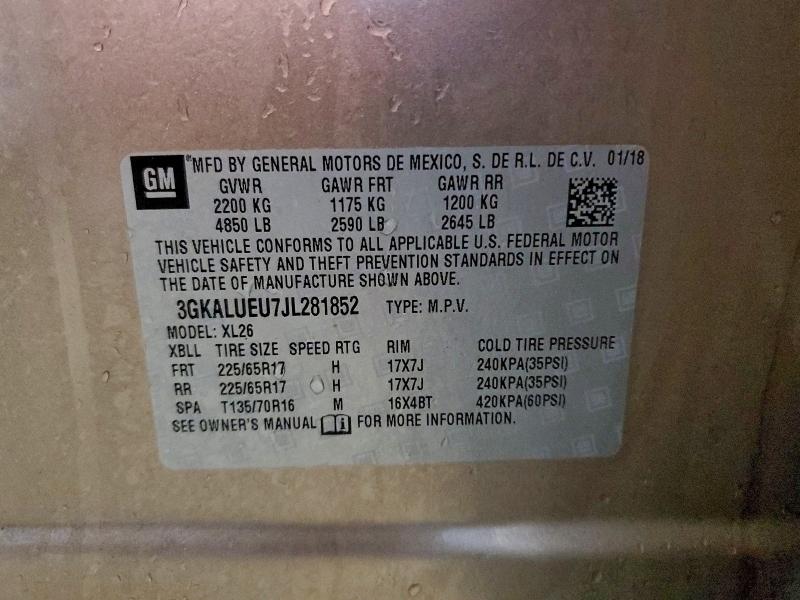 GM ®MFD BY GENERAL MOTORS DE MEXICO, S. DE R.L. DE C.V. 01/18
GVWR GAWR FRT GAWR RR
2200 KG 1175 KG 1200 KG
4850 LB 2590 LB 2645 LB
THIS VEHICLE CONFORMS TO ALL APPLICABLE U.S. FEDERAL MOTOR
VEHICLE SAFETY AND THEFT PREVENTION STANDARDS IN EFFECT ON
THE DATE OF MANUFACTURE SHOWN ABOVE.
3GKALUEU7JL281852 TYPE: M.P.V.
MODEL: XL26
XBLL TIRE SIZE SPEED RTG RIM COLD TIRE PRESSURE
FRT 225/65R17 H 17X7J 240KPA(35PSI)
RR 225/65R17 H 17X7J 240KPA(35PSI)
SPA T135/70R16 M 16X4BT 420KPA(60PSI)
SEE OWNER'S MANUAL FOR MORE INFORMATION.